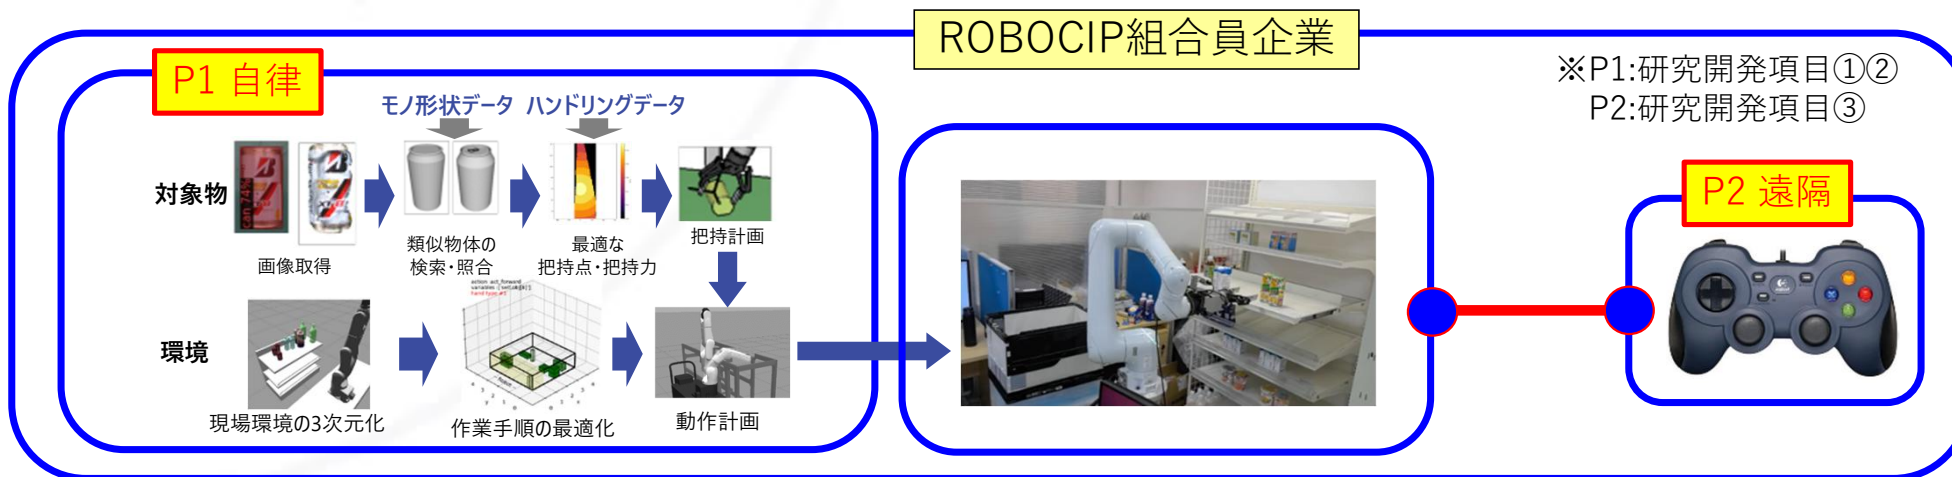 ROBOCIP組合員企業
※P1:研究開発項目①②
P2:研究開発項目③
P1 自律
モノ形状データ ハンドリングデータ
対象物
can 74%
画像取得
類似物体の
検索・照合
最適な
把持点・把持力
把持計画
環境
現場環境の3次元化
action: act_forward
作業手順の最適化
動作計画
P2 遠隔